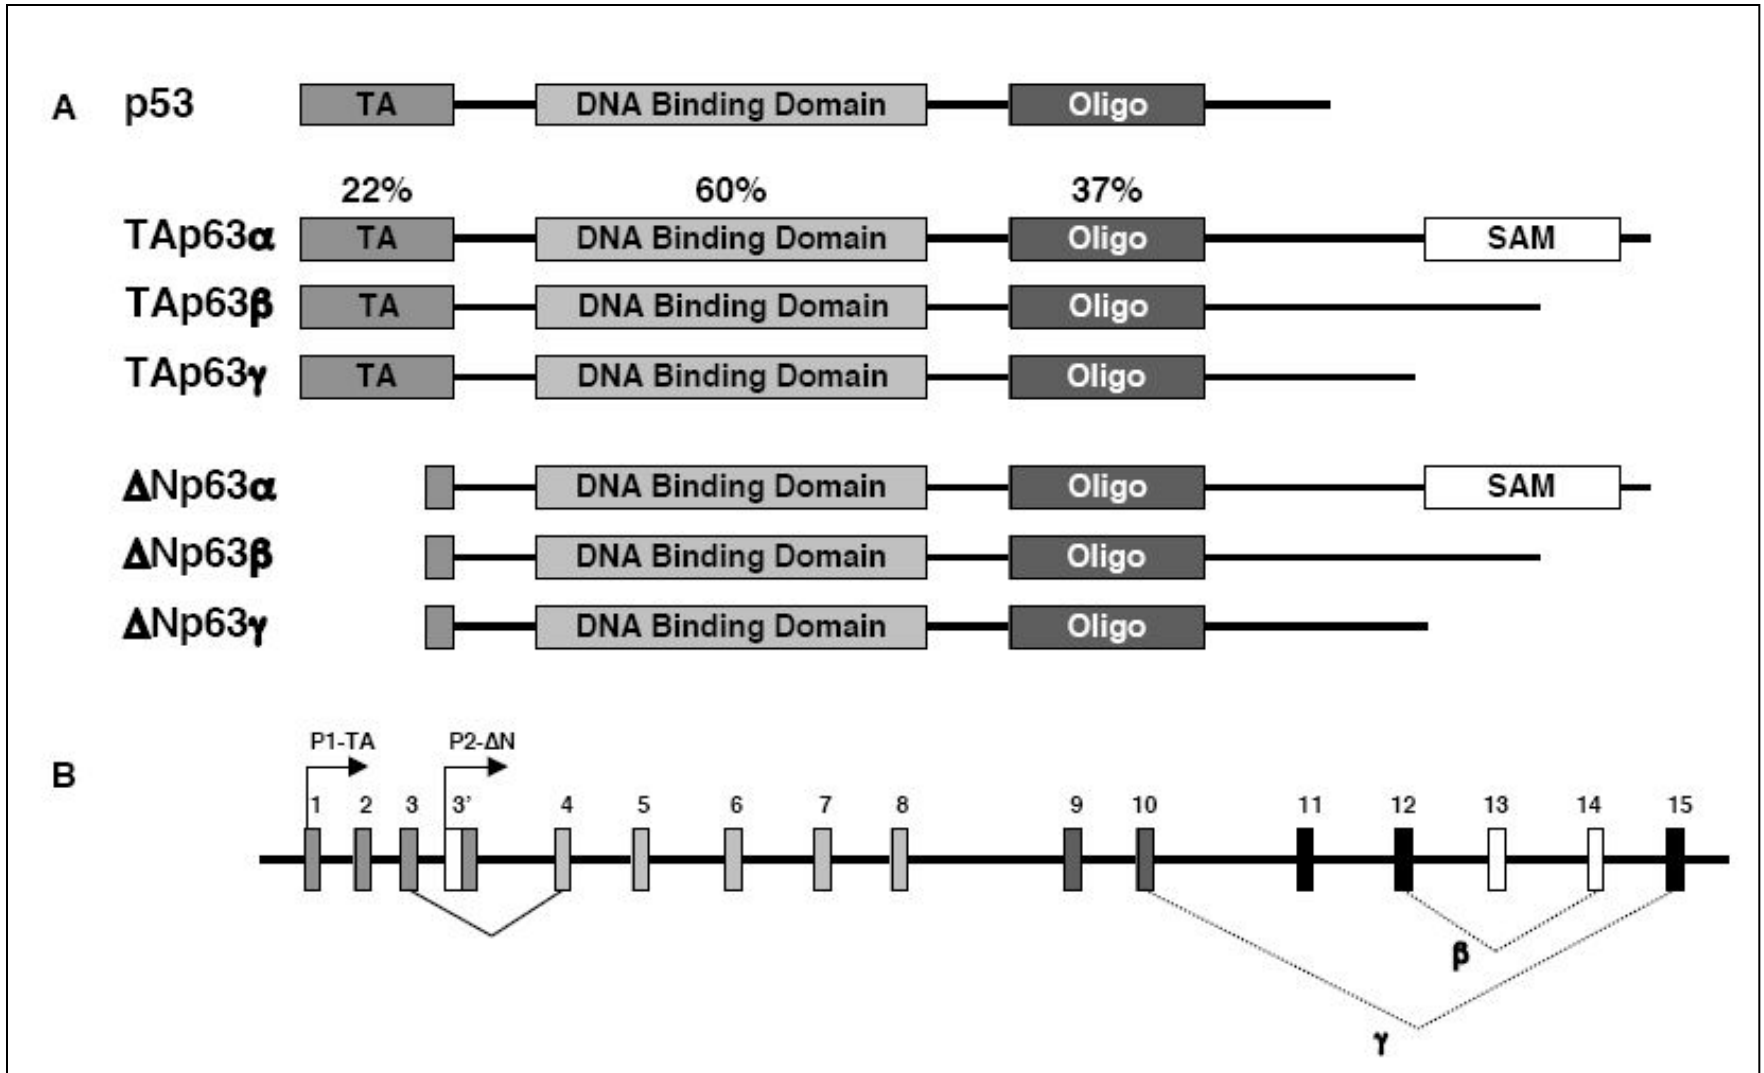 A p53 TA DNA Binding Domain Oligo
22% 60% 37%
TAp63α TA DNA Binding Domain Oligo SAM
TAp63β TA DNA Binding Domain Oligo
TAp63γ TA DNA Binding Domain Oligo
ΔNp63α DNA Binding Domain Oligo SAM
ΔNp63β DNA Binding Domain Oligo
ΔNp63γ DNA Binding Domain Oligo
P1-TA P2-ΔN
B
1 2 3 3' 4 5 6 7 8 9 10 11 12 13 14 15
β
γ